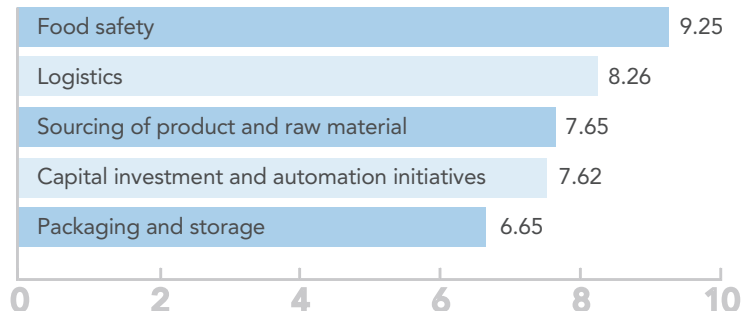 Food safety 9.25
Logistics 8.26
Sourcing of product and raw material 7.65
Capital investment and automation initiatives 7.62
Packaging and storage 6.65
0 2 4 6 8 10